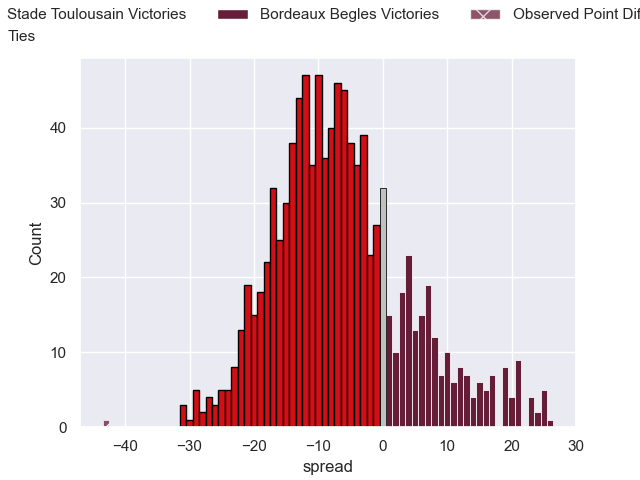 Stade Toulousain Victories Bordeaux Begles Victories Observed Point Dif
Ties
40
30
20
10
0
Count
−40 −30 −20 −10 0 10 20 30
spread